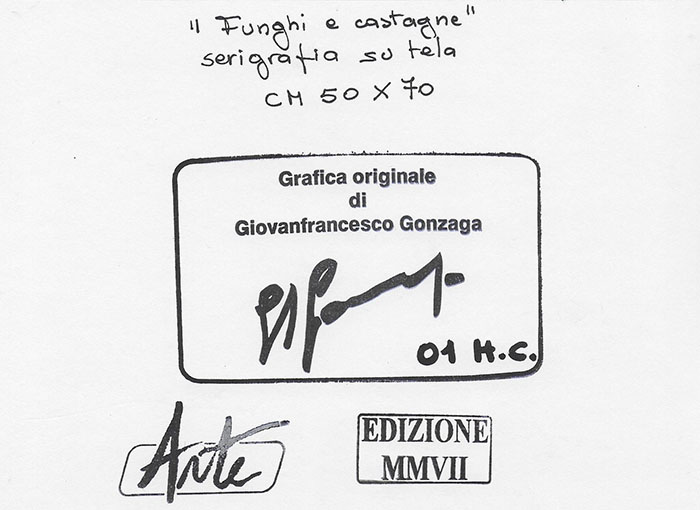 "Funghi e castagne"
serigrafia su tela
CM 50 X 70
Grafica originale
di
Giovanfrancesco Gonzaga
01 H.C.
Arte
EDIZIONE
MMVII